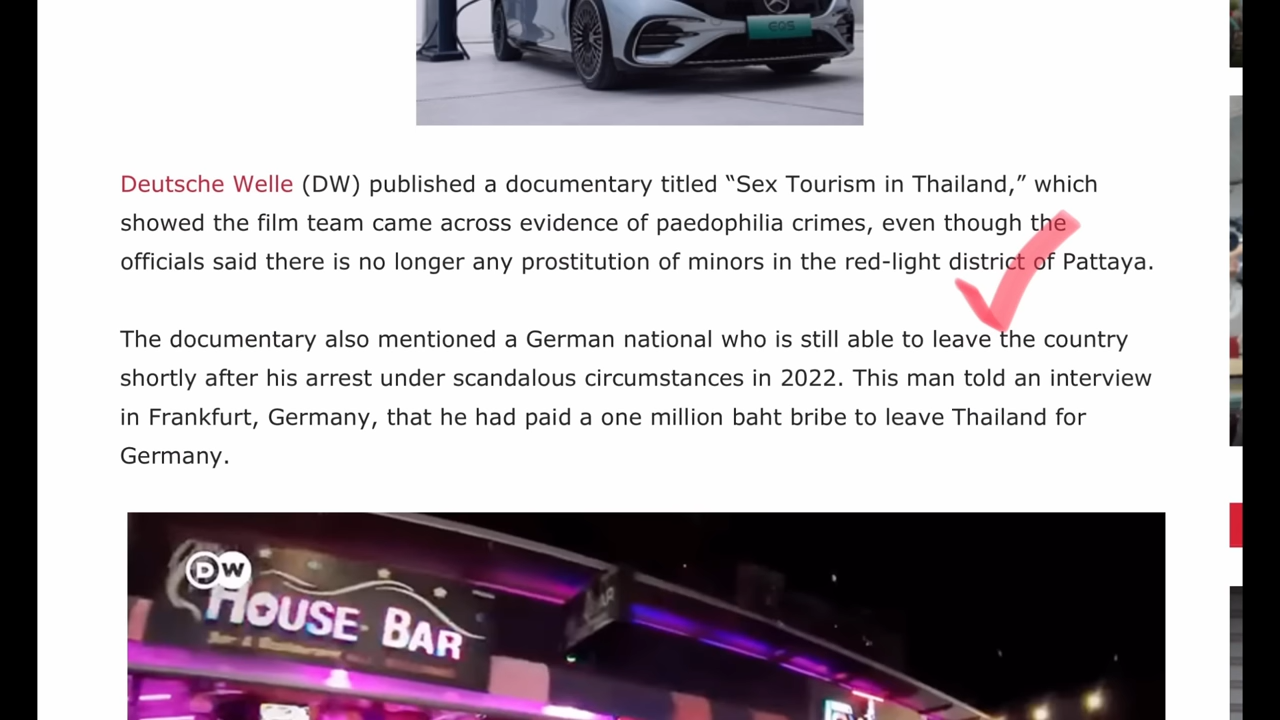 EQS
Deutsche Welle (DW) published a documentary titled “Sex Tourism in Thailand,” which
showed the film team came across evidence of paedophilia crimes, even though the
officials said there is no longer any prostitution of minors in the red-light district of Pattaya.
The documentary also mentioned a German national who is still able to leave the country
shortly after his arrest under scandalous circumstances in 2022. This man told an interview
in Frankfurt, Germany, that he had paid a one million baht bribe to leave Thailand for
Germany.
DW
HOUSE BAR